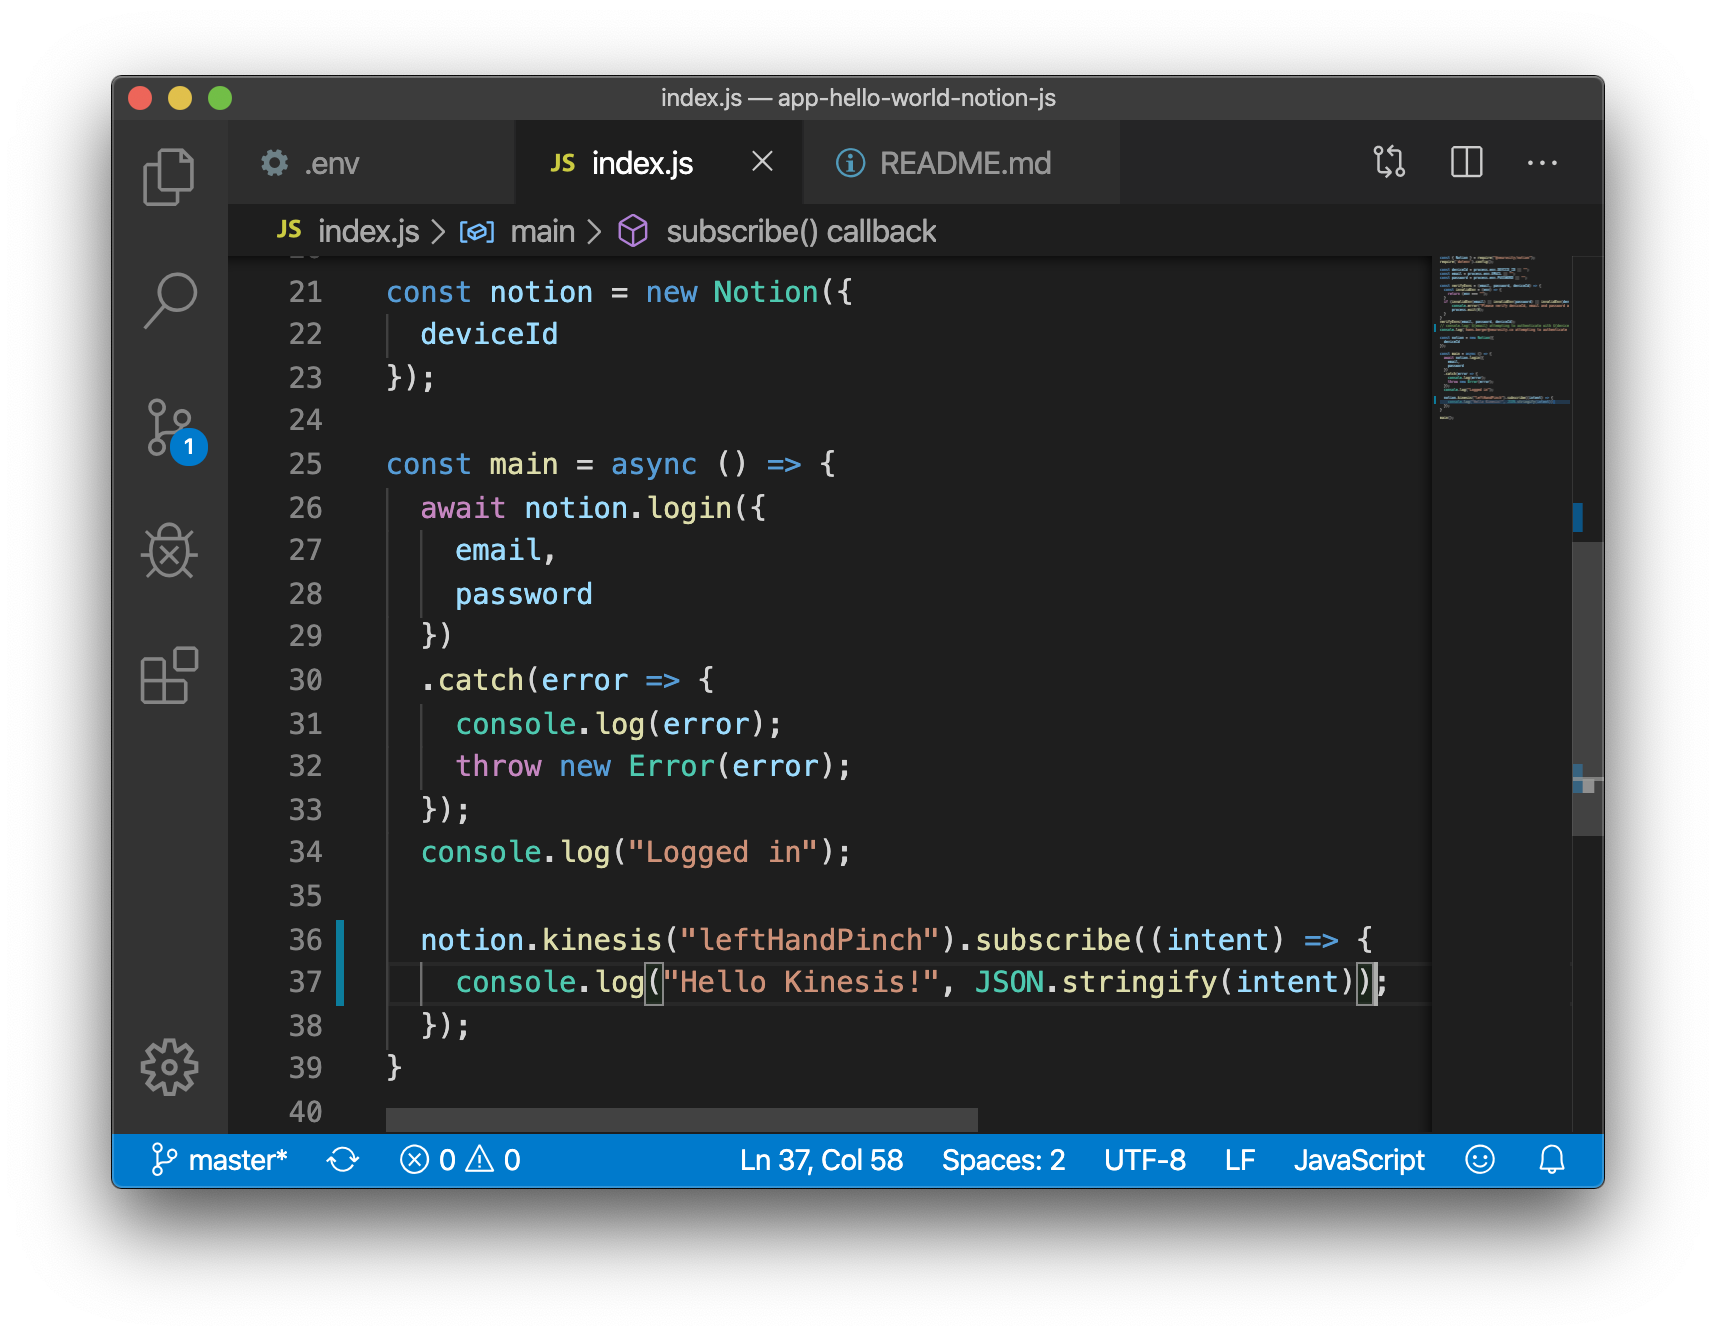 index.js — app-hello-world-notion-js
.env
JS index.js
README.md
JS index.js > main > subscribe() callback
21 const notion = new Notion({
22 deviceId
23 });
24
25 const main = async () => {
26 await notion.login({
27 email,
28 password
29 })
30 .catch(error => {
31 console.log(error);
32 throw new Error(error);
33 });
34 console.log("Logged in");
35
36 notion.kinesis("leftHandPinch").subscribe((intent) => {
37 console.log("Hello Kinesis!", JSON.stringify(intent));
38 });
39 }
40
1
master* 0 0 Ln 37, Col 58 Spaces: 2 UTF-8 LF JavaScript